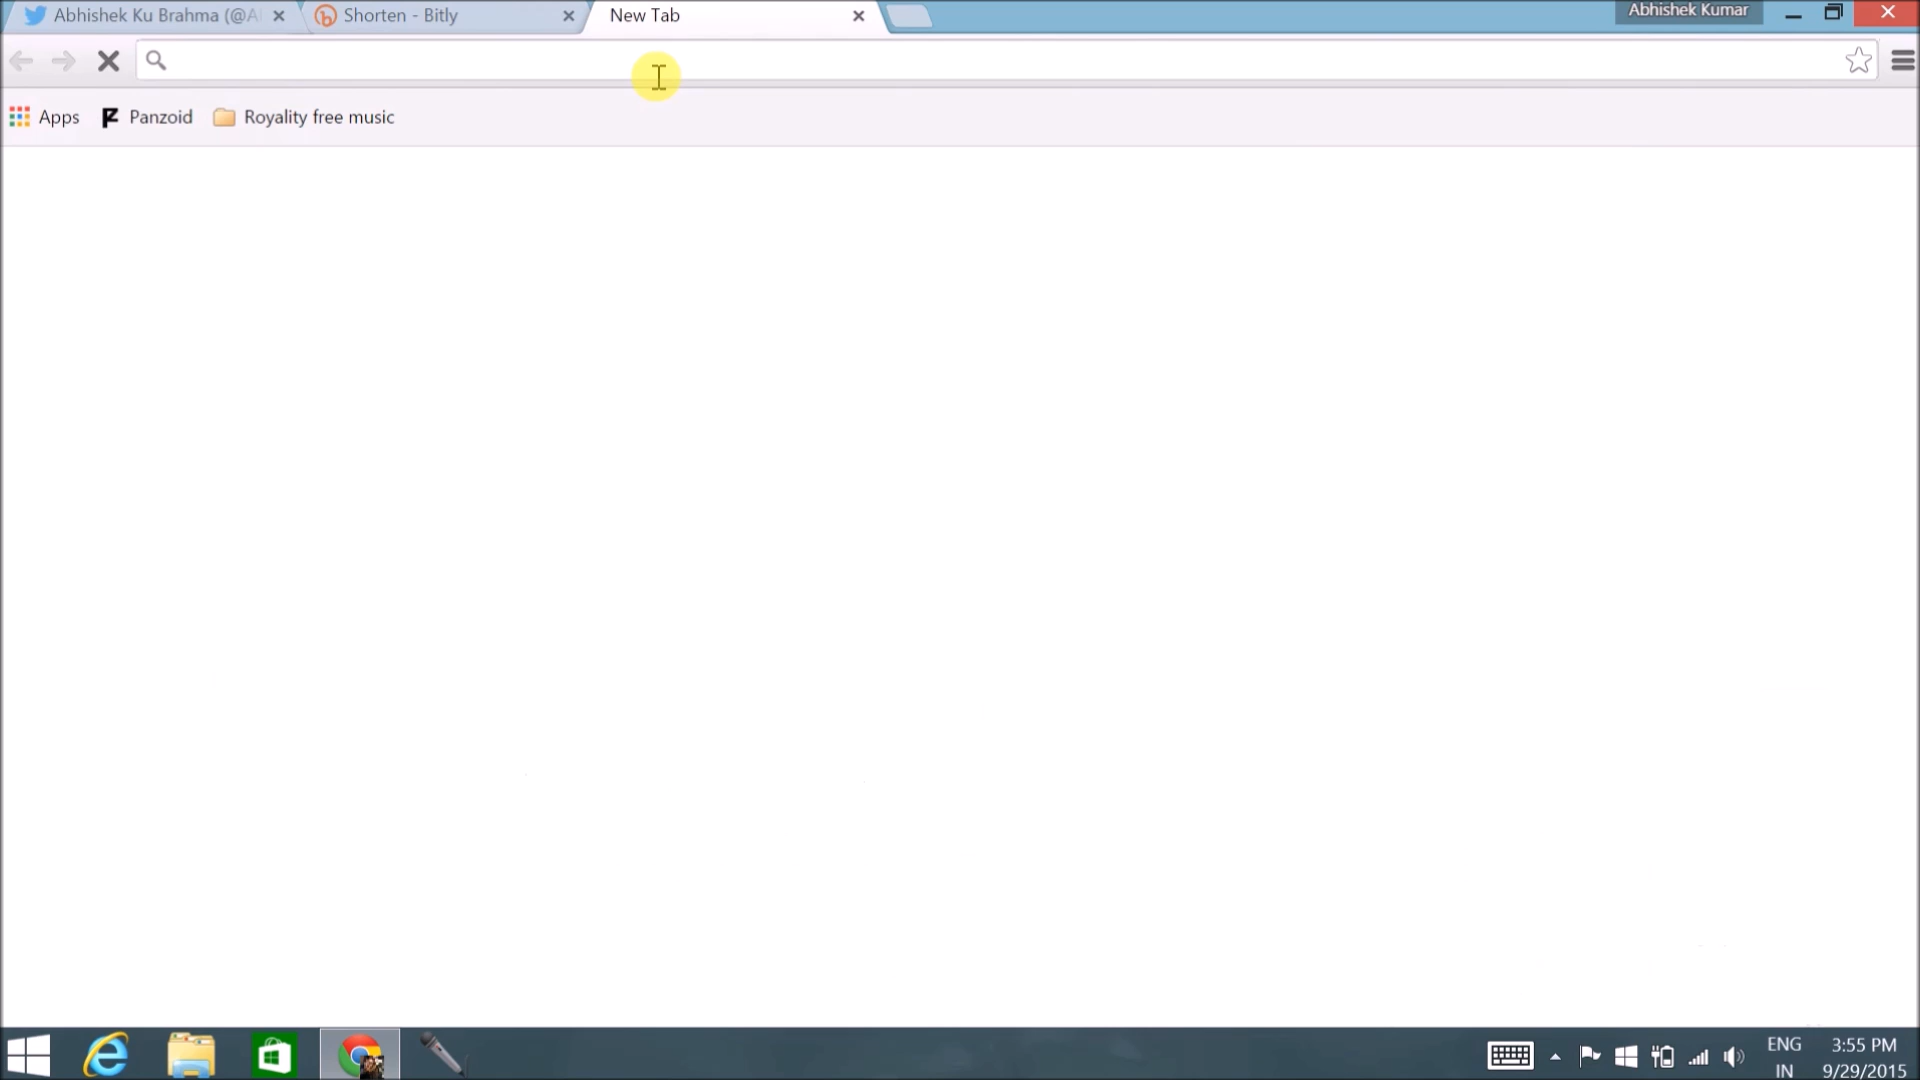 Abhishek Ku Brahma (@A
Shorten - Bitly
New Tab
Abhishek Kumar
Apps
Panzoid
Royality free music
ENG
IN
3:55 PM
9/29/2015